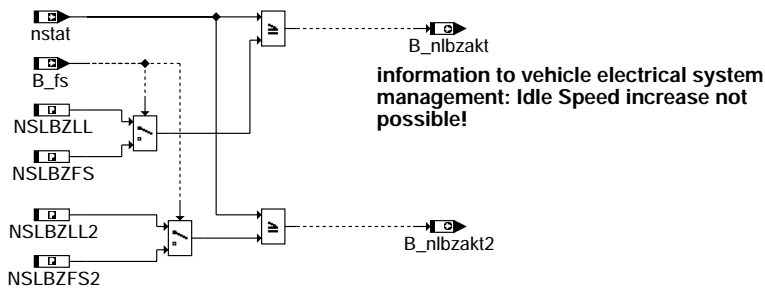 nstat
B_nlbzakt
B_fs
information to vehicle electrical system
management: Idle Speed increase not
possible!
NSLBZLL
NSLBZFS
NSLBZLL2
B_nlbzakt2
NSLBZFS2